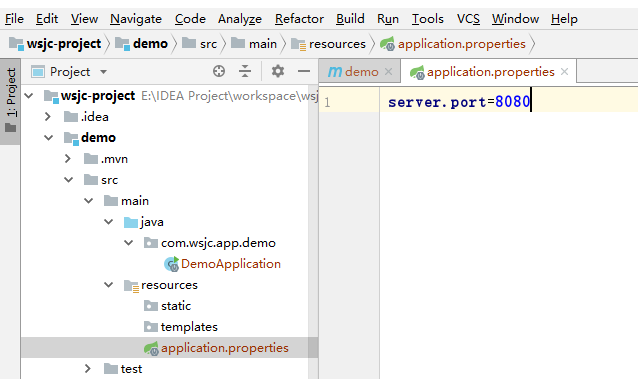 File Edit View Navigate Code Analyze Refactor Build Run Tools VCS Window Help
wsjc-project demo src main resources application.properties
1: Project
Project
demo application.properties
wsjc-project E:\IDEA Project\workspace\wsj
1 server.port=8080
.idea
demo
.mvn
src
main
java
com.wsjc.app.demo
DemoApplication
resources
static
templates
application.properties
test